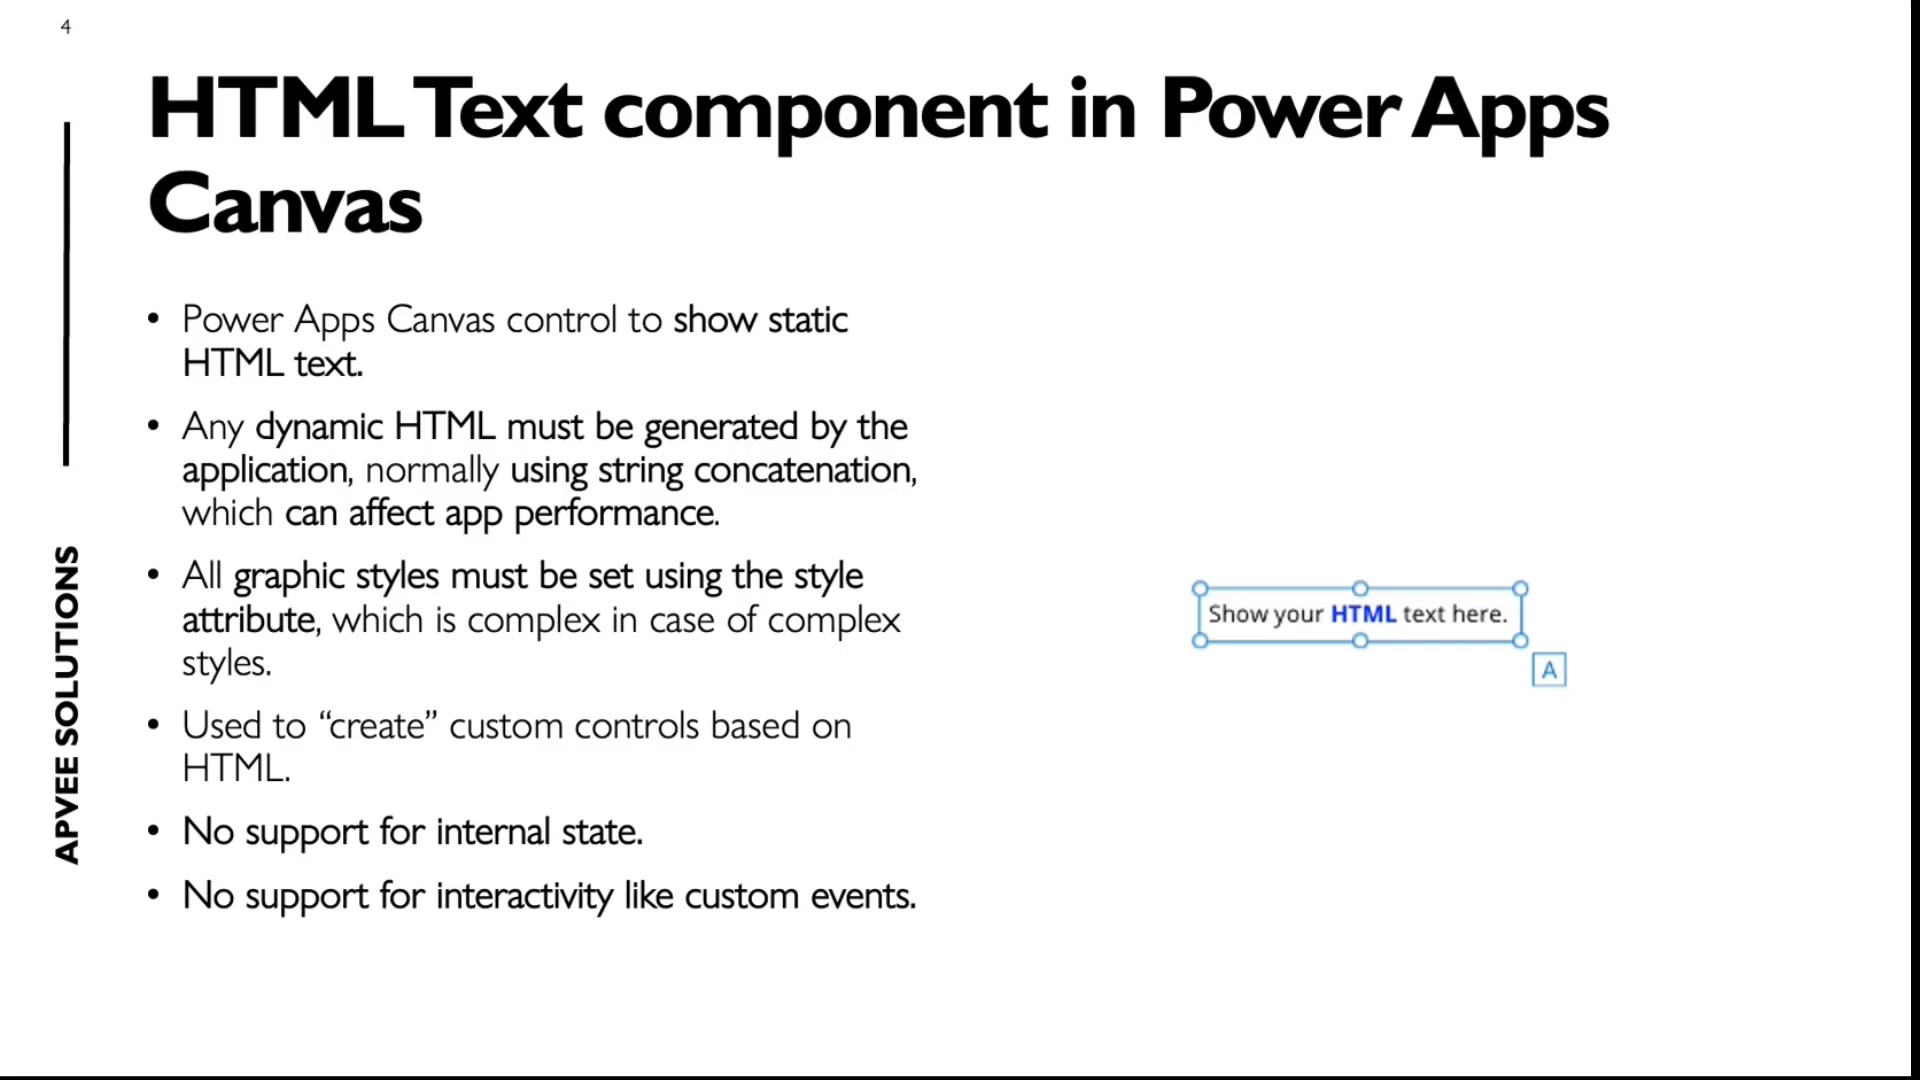 4
HTML Text component in Power Apps
Canvas
• Power Apps Canvas control to show static
HTML text.
• Any dynamic HTML must be generated by the
application, normally using string concatenation,
which can affect app performance.
• All graphic styles must be set using the style
attribute, which is complex in case of complex
styles.
• Used to “create” custom controls based on
HTML.
• No support for internal state.
• No support for interactivity like custom events.
APVEE SOLUTIONS
Show your HTML text here.
A